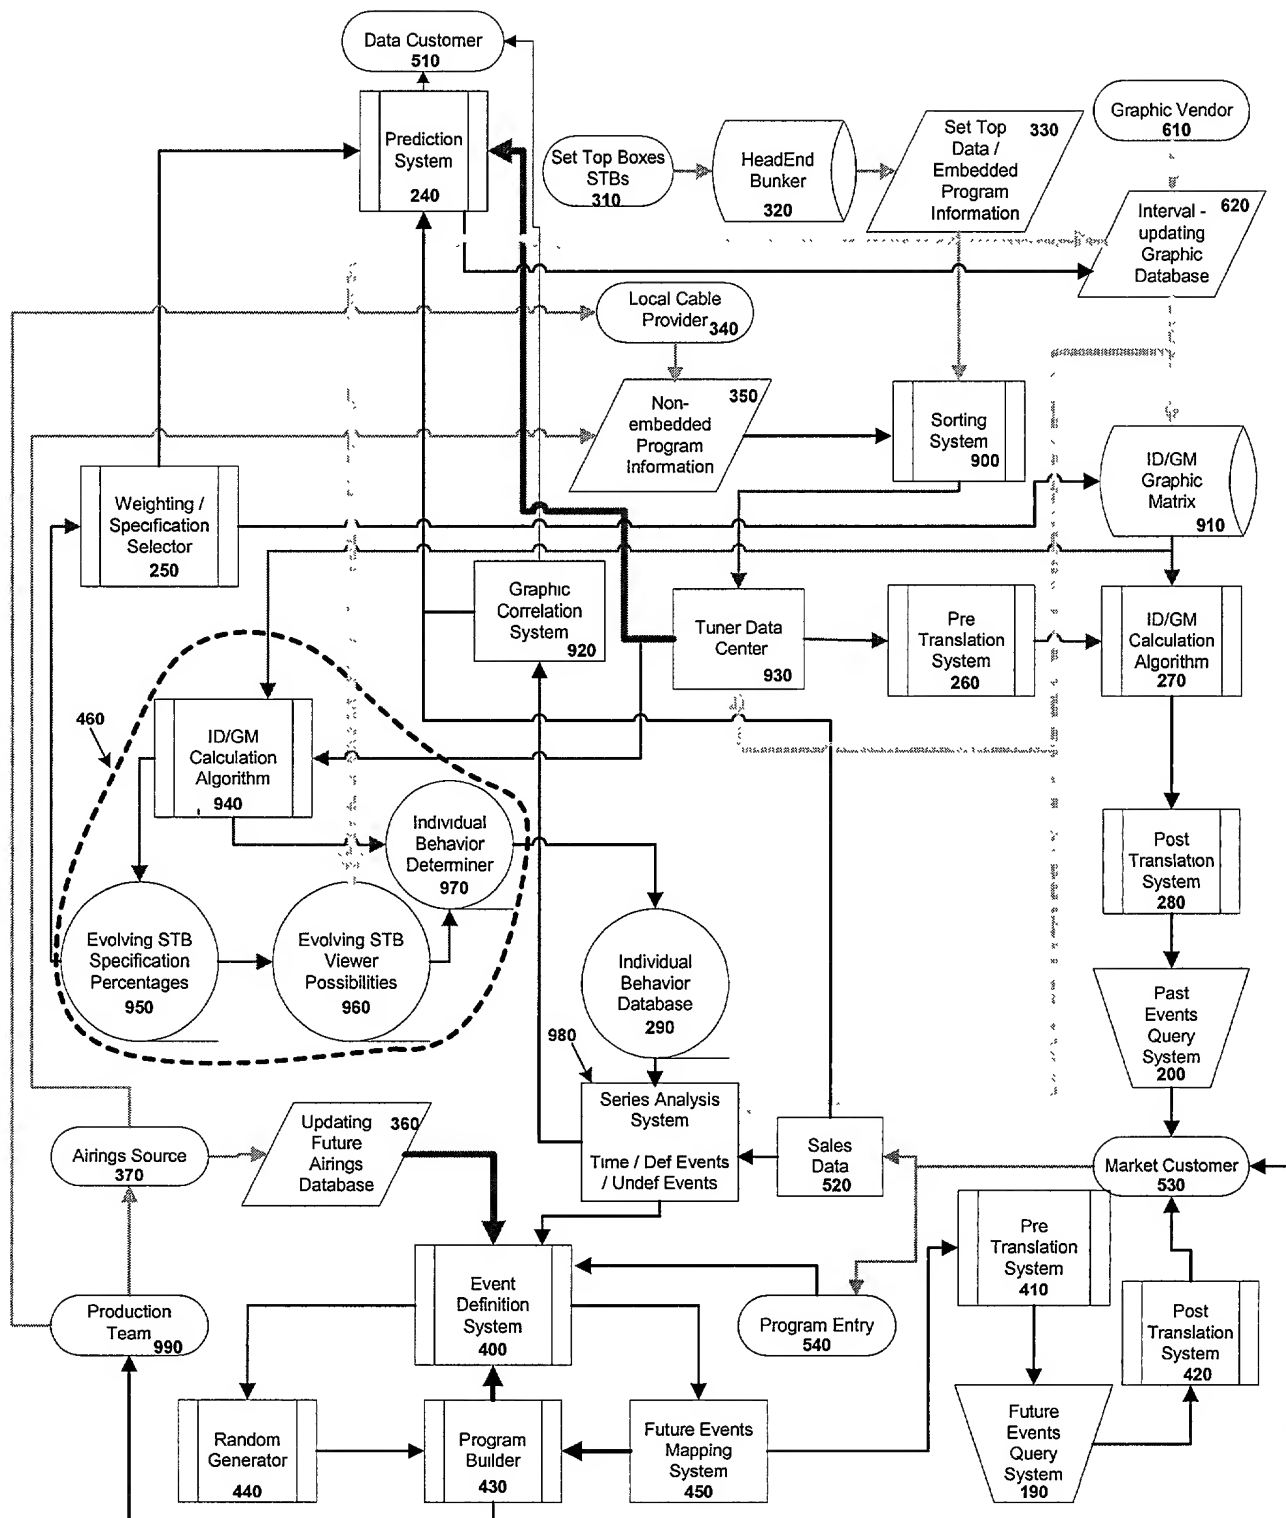 Data Customer
510
Prediction
System
240
Set Top Boxes
STBs
310
HeadEnd
Bunker
320
Set Top
Data /
Embedded
Program
Information
330
Graphic Vendor
610
Interval -
updating
Graphic
Database
620
Local Cable
Provider
340
Non-
embedded
Program
Information
350
Sorting
System
900
ID/GM
Graphic
Matrix
910
Weighting /
Specification
Selector
250
Graphic
Correlation
System
920
Tuner Data
Center
930
Pre
Translation
System
260
ID/GM
Calculation
Algorithm
270
460
ID/GM
Calculation
Algorithm
940
Individual
Behavior
Determiner
970
Post
Translation
System
280
Evolving STB
Specification
Percentages
950
Evolving STB
Viewer
Possibilities
960
Individual
Behavior
Database
290
Past
Events
Query
System
200
980
Series Analysis
System
Time / Def Events
/ Undef Events
Airings Source
370
Updating
Future
Airings
Database
360
Sales
Data
520
Market Customer
530
Pre
Translation
System
410
Event
Definition
System
400
Production
Team
990
Program Entry
540
Post
Translation
System
420
Random
Generator
440
Program
Builder
430
Future Events
Mapping
System
450
Future
Events
Query
System
190